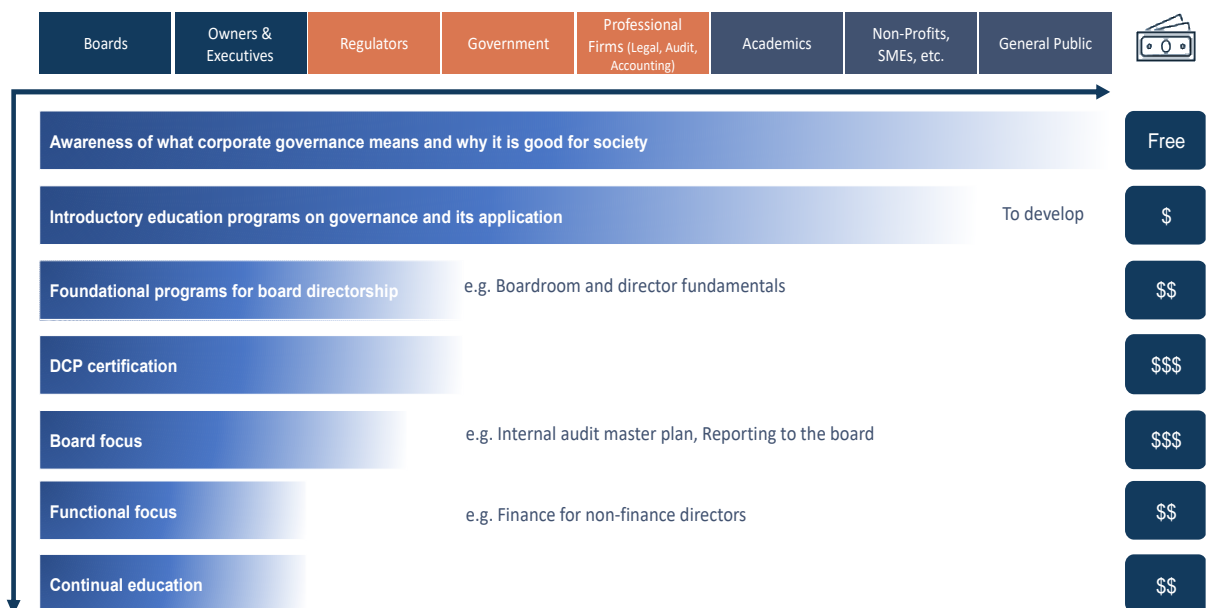 Boards
Owners &
Executives
Regulators
Government
Professional
Firms (Legal, Audit,
Accounting)
Academics
Non-Profits,
SMEs, etc.
General Public
Awareness of what corporate governance means and why it is good for society
Free
Introductory education programs on governance and its application
To develop
$
Foundational programs for board directorship
e.g. Boardroom and director fundamentals
$$
DCP certification
$$$
Board focus
e.g. Internal audit master plan, Reporting to the board
$$$
Functional focus
e.g. Finance for non-finance directors
$$
Continual education
$$